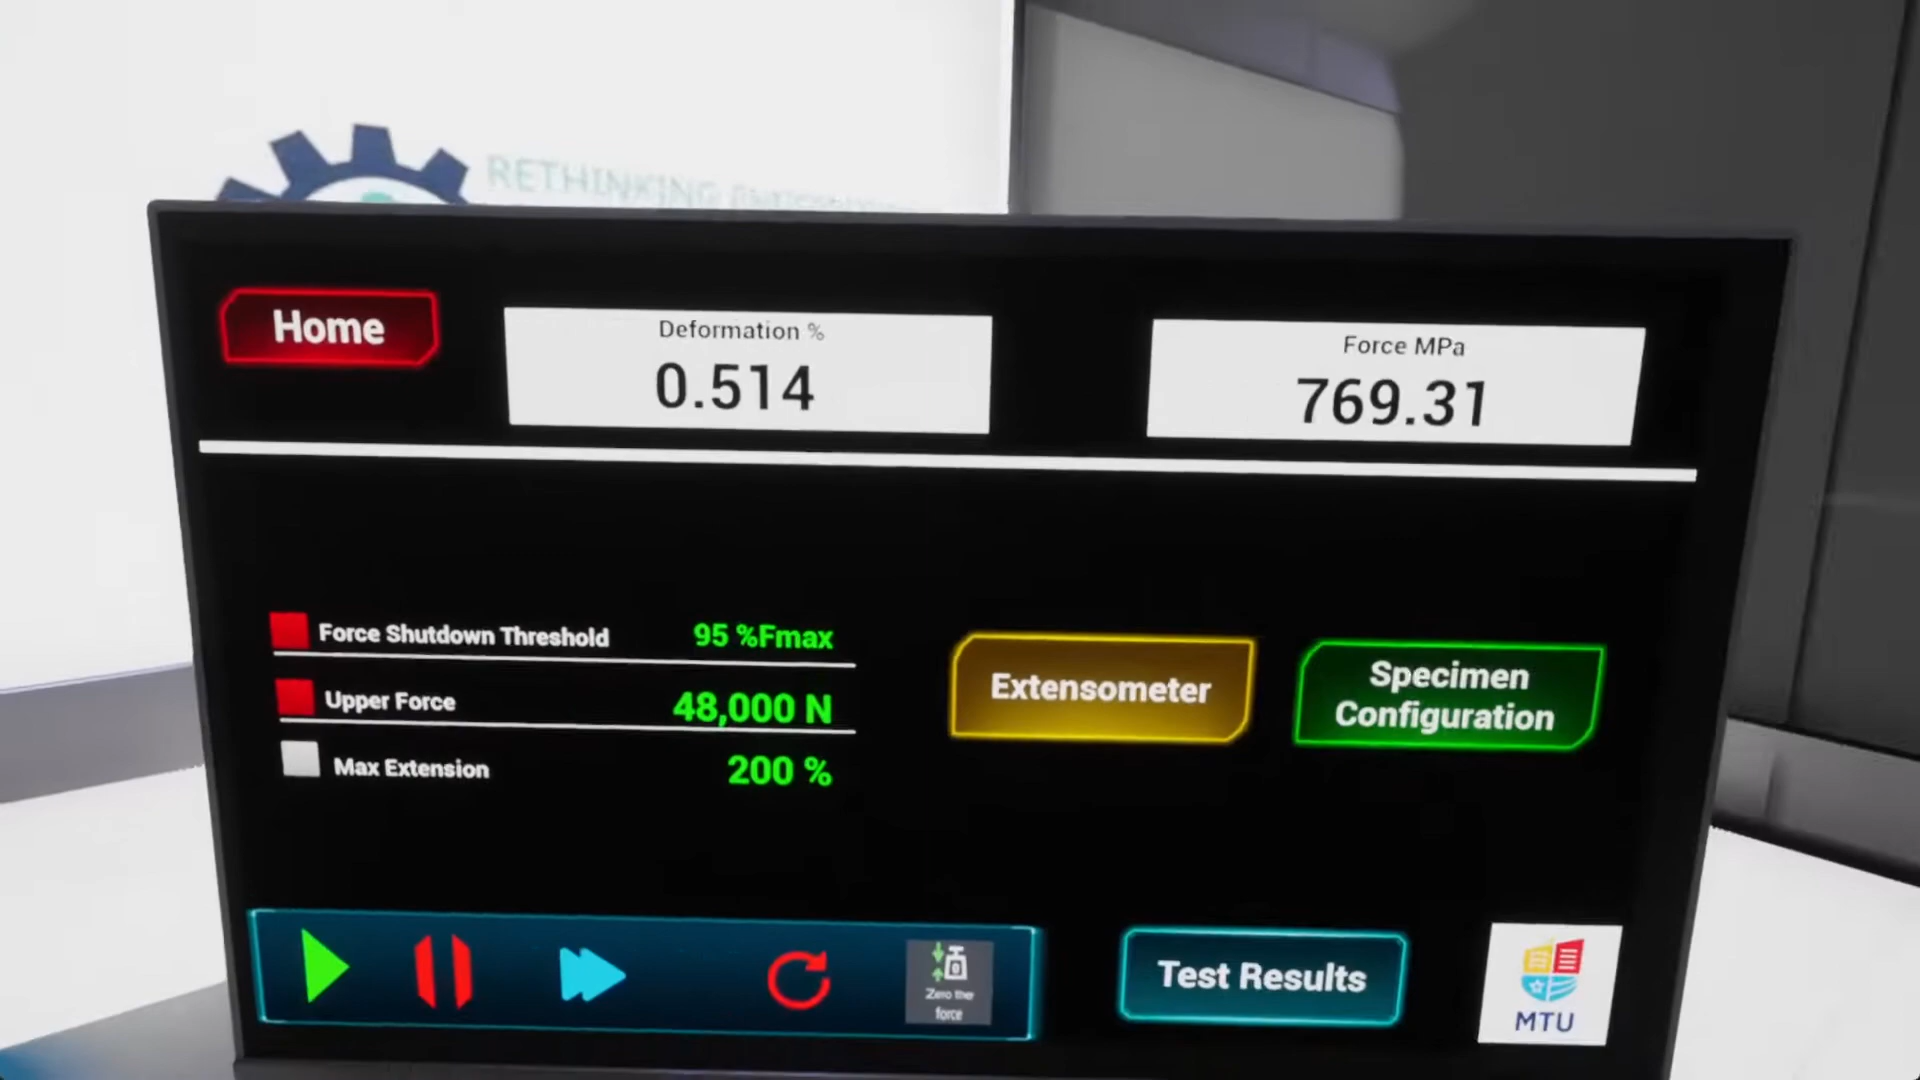 RETHINKING
Home
Deformation %
0.514
Force MPa
769.31
Force Shutdown Threshold 95 %Fmax
Upper Force 48,000 N
Max Extension 200 %
Extensometer
Specimen
Configuration
0
Zero the
force
Test Results
MTU